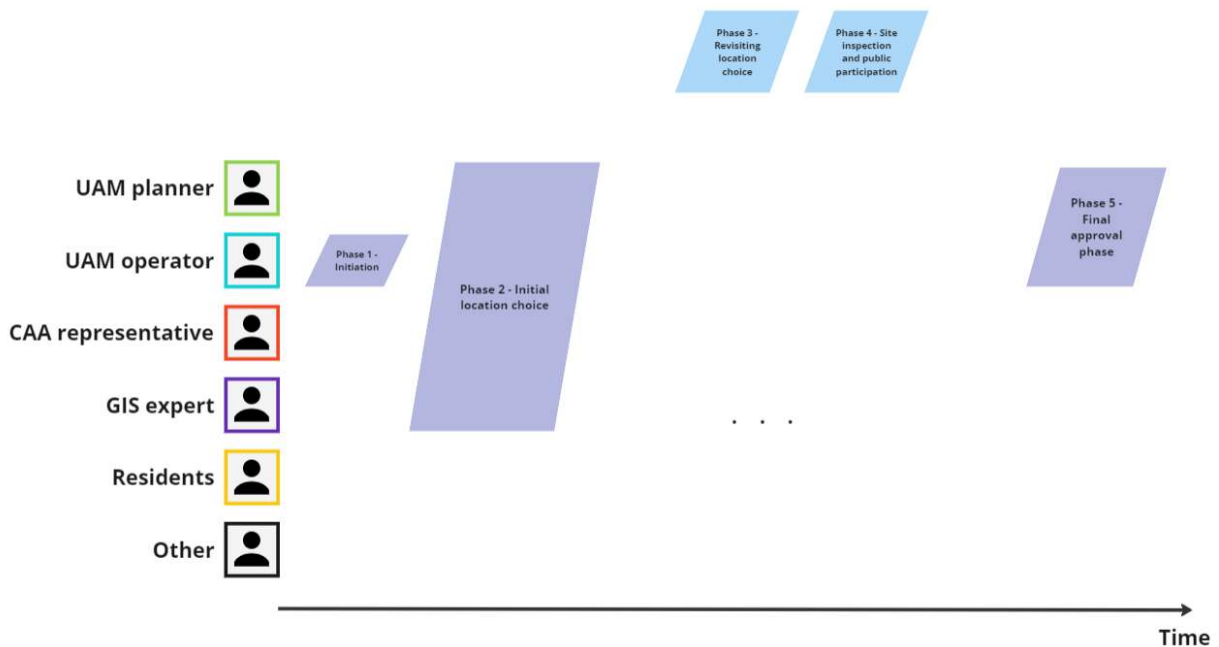 Phase 3 -
Revisiting
location
choice
Phase 4 - Site
inspection
and public
participation
UAM planner
UAM operator
CAA representative
GIS expert
Residents
Other
Phase 1 -
Initiation
Phase 2 - Initial
location choice
. . .
Phase 5 -
Final
approval
phase
Time